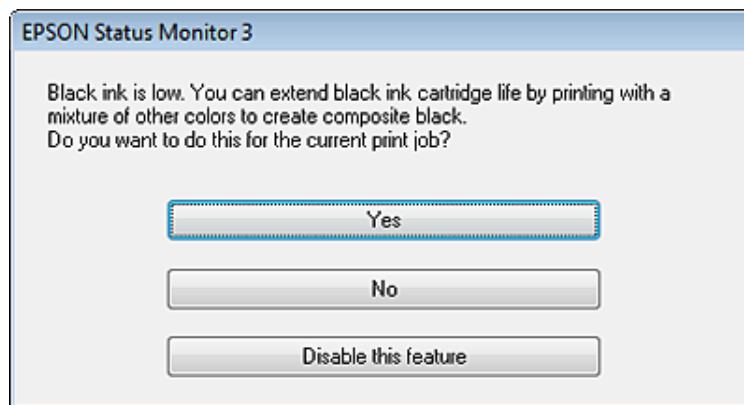 EPSON Status Monitor 3
Black ink is low. You can extend black ink cartridge life by printing with a
mixture of other colors to create composite black.
Do you want to do this for the current print job?
Yes
No
Disable this feature